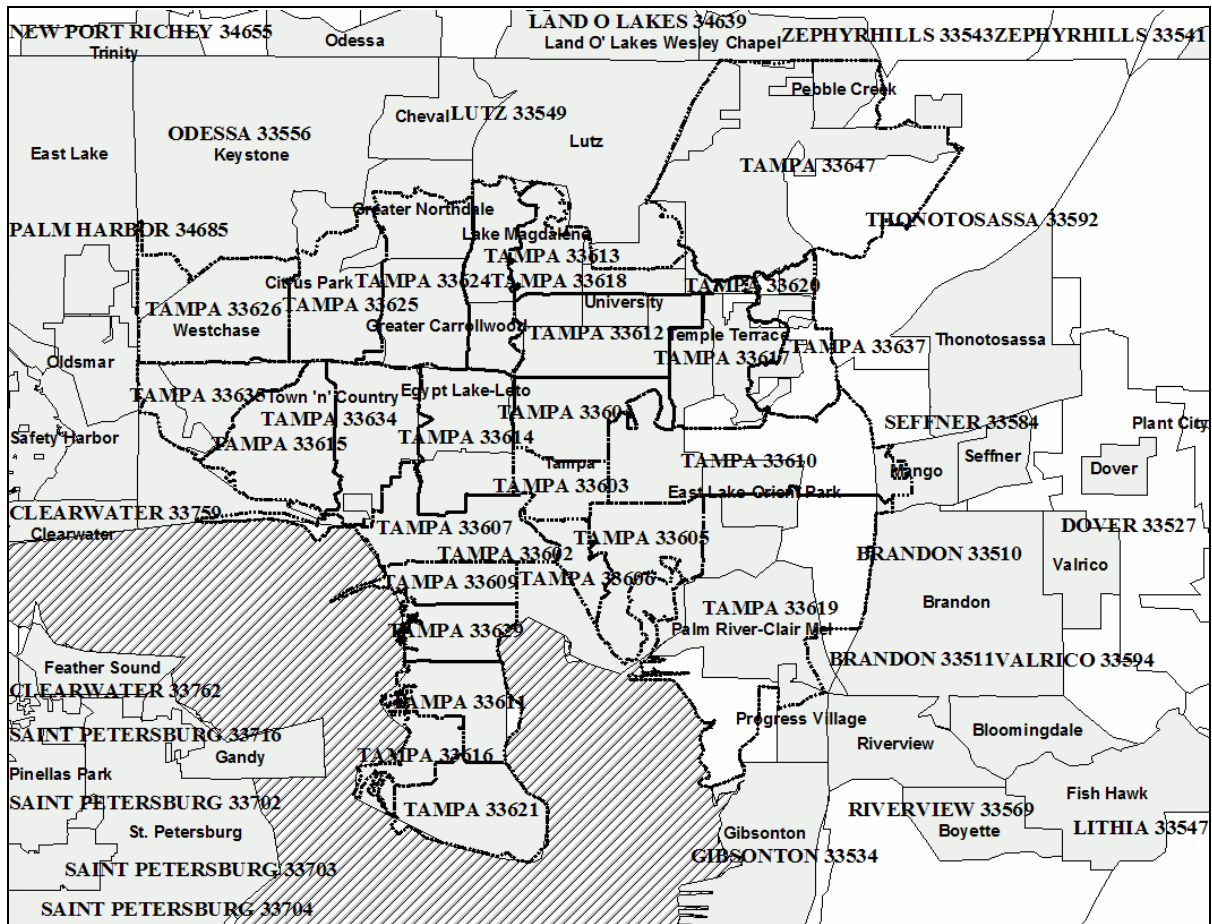 NEW PORT RICHEY 34655
Trinity
Odessa
LAND O LAKES 34639
Land O' Lakes Wesley Chapel
ZEPHYRHILLS 33543
ZEPHYRHILLS 33541
Pebble Creek
Cheval
LUTZ 33549
Lutz
ODESSA 33556
Keystone
East Lake
TAMPA 33647
Greater Northdale
THONOTOSASSA 33592
PALM HARBOR 34685
Lake Magdalene
TAMPA 33613
Citrus Park
TAMPA 33624
TAMPA 33618
TAMPA 33620
TAMPA 33626
TAMPA 33625
University
Westchase
Greater Carrollwood
TAMPA 33612
Temple Terrace
TAMPA 33617
TAMPA 33637
Thonotosassa
Oldsmar
TAMPA 33635
Town 'n' Country
Egypt Lake-Leto
TAMPA 33634
TAMPA 3360
SEFFNER 33584
Plant City
Safety Harbor
TAMPA 33615
TAMPA 33614
Tampa
TAMPA 33610
Mango
Seffner
Dover
TAMPA 33603
East Lake-Orient Park
CLEARWATER 33759
Clearwater
TAMPA 33607
TAMPA 33605
DOVER 33527
TAMPA 33602
BRANDON 33510
Valrico
TAMPA 33609
TAMPA 33606
Brandon
TAMPA 33619
TAMPA 33629
Palm River-Clair Mel
Feather Sound
BRANDON 33511
VALRICO 33594
CLEARWATER 33762
TAMPA 33611
Progress Village
SAINT PETERSBURG 33716
Riverview
Bloomingdale
Gandy
TAMPA 33616
Pinellas Park
SAINT PETERSBURG 33702
TAMPA 33621
Fish Hawk
RIVERVIEW 33569
St. Petersburg
Gibsonton
Boyette
LITHIA 33547
GIBSONTON 33534
SAINT PETERSBURG 33703
SAINT PETERSBURG 33704